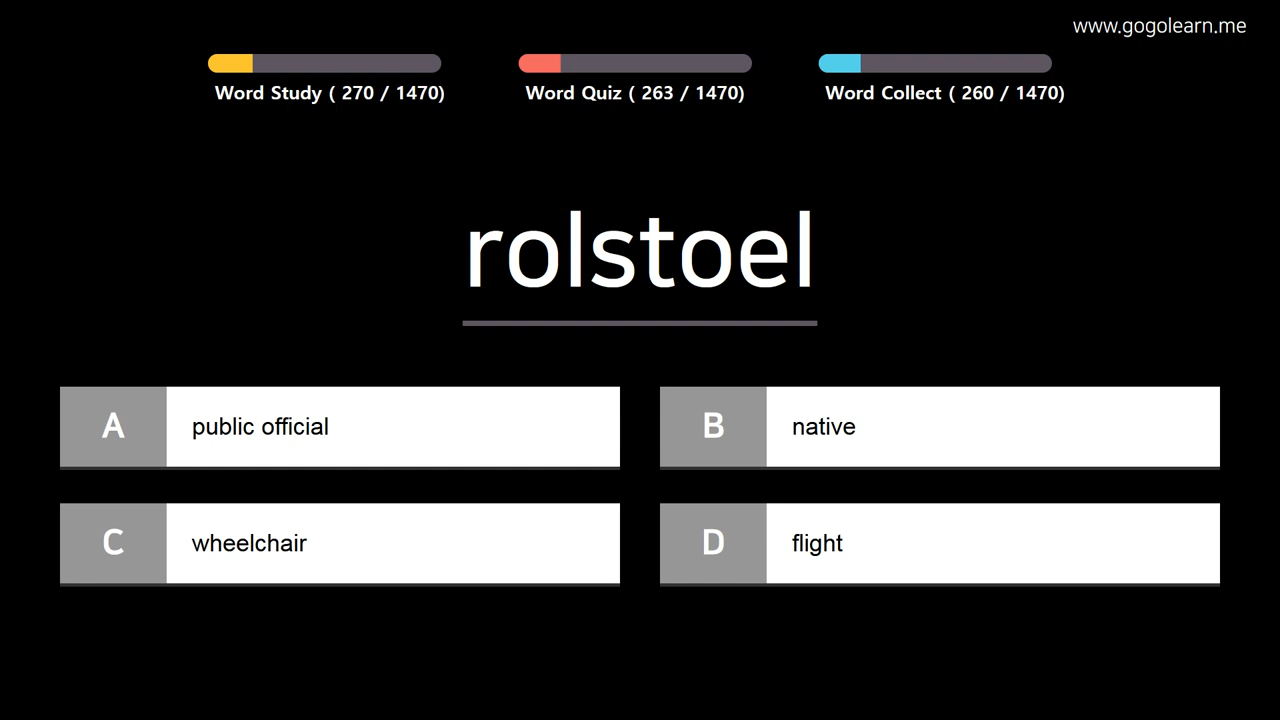 www.gogolearn.me
Word Study ( 270 / 1470)
Word Quiz ( 263 / 1470)
Word Collect ( 260 / 1470)
rolstoel
A public official
B native
C wheelchair
D flight